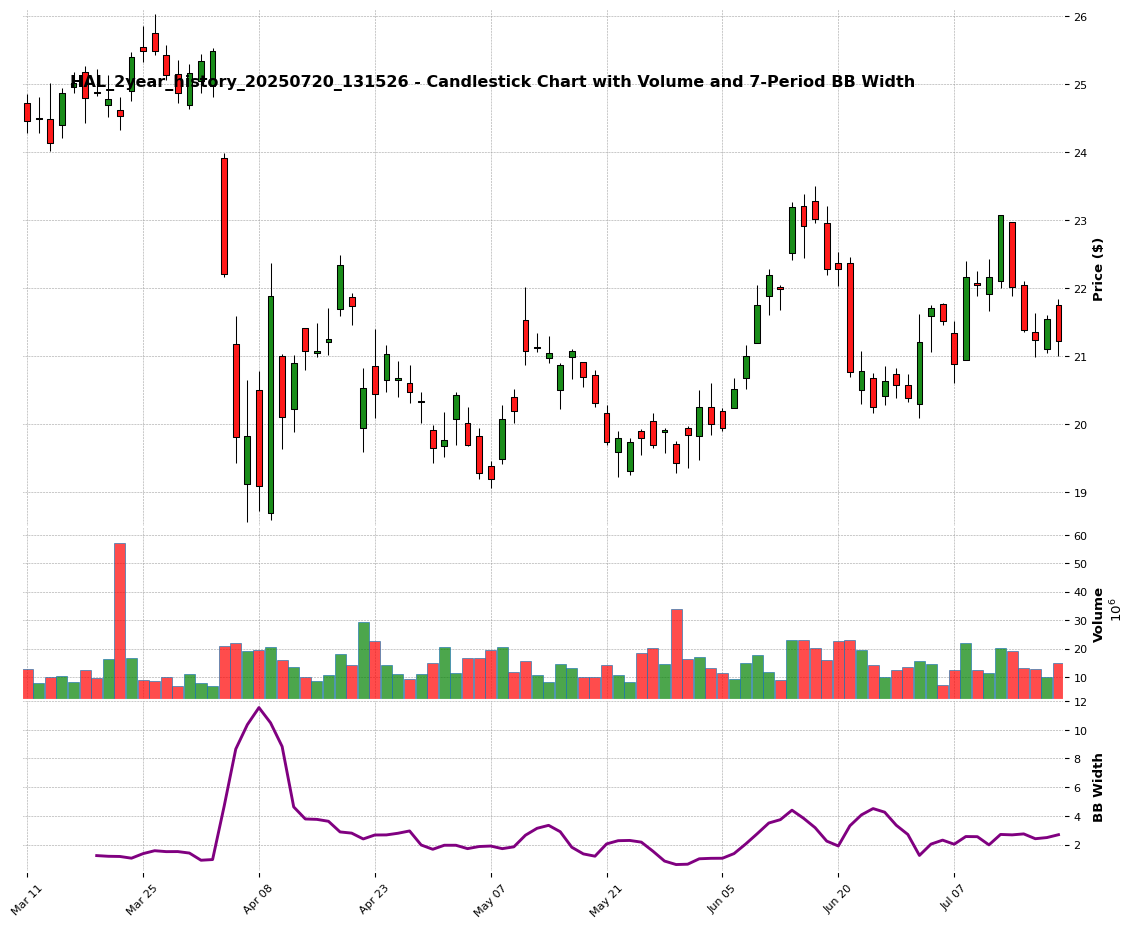 HAL_2year_history_20250720_131526 - Candlestick Chart with Volume and 7-Period BB Width
26
25
24
23
22
21
20
19
Price ($)
60
50
40
30
20
10
Volume
10^6
12
10
8
6
4
2
BB Width
Mar 11
Mar 25
Apr 08
Apr 23
May 07
May 21
Jun 05
Jun 20
Jul 07